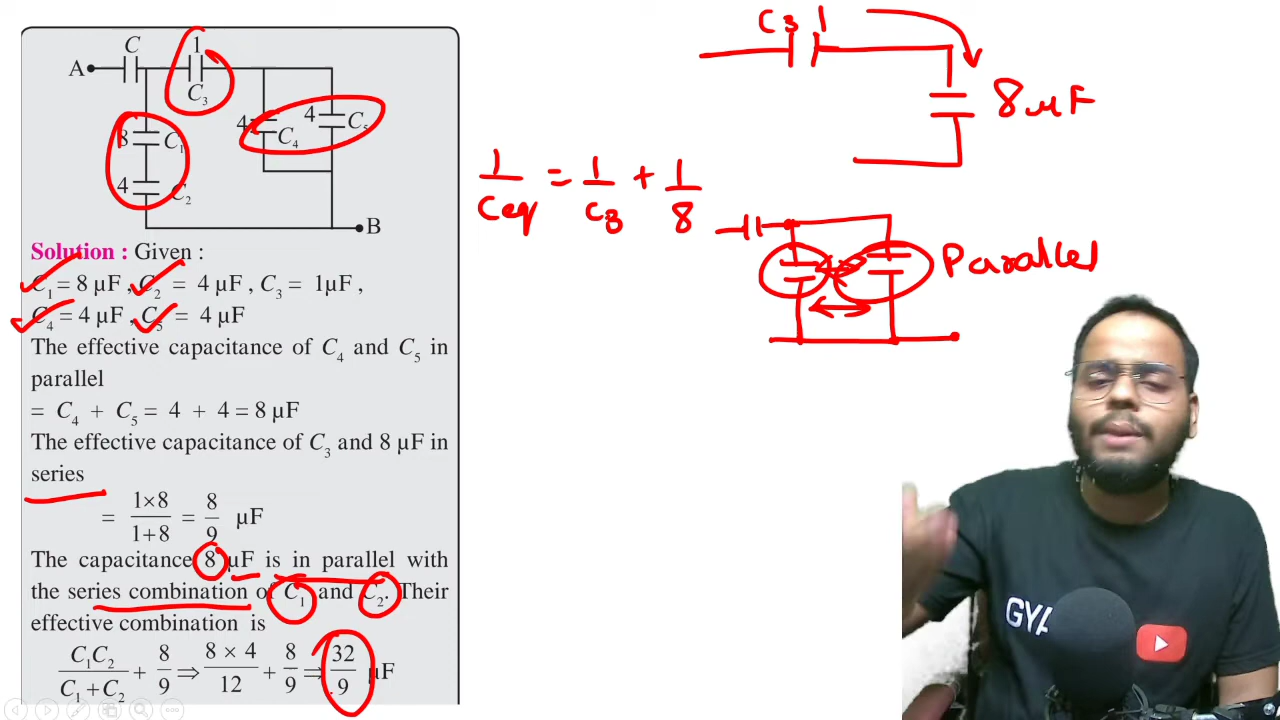 A
C
1
C3
8
C1
4
C2
4
C4
4
C5
B
Solution : Given :
C1 = 8 µF , C2 = 4 µF , C3 = 1µF ,
C4 = 4 µF , C5 = 4 µF
The effective capacitance of C4 and C5 in
parallel
= C4 + C5 = 4 + 4 = 8 µF
The effective capacitance of C3 and 8 µF in
series
= 1×8 / 1+8 = 8 / 9 µF
The capacitance 8 µF is in parallel with
the series combination of C1 and C2. Their
effective combination is
C1C2 / C1+C2 + 8 / 9 ⇒ 8 × 4 / 12 + 8 / 9 ⇒ 32 / 9 µF
C3 1
8 µF
1 / Ceq = 1 / C3 + 1 / 8
Parallel